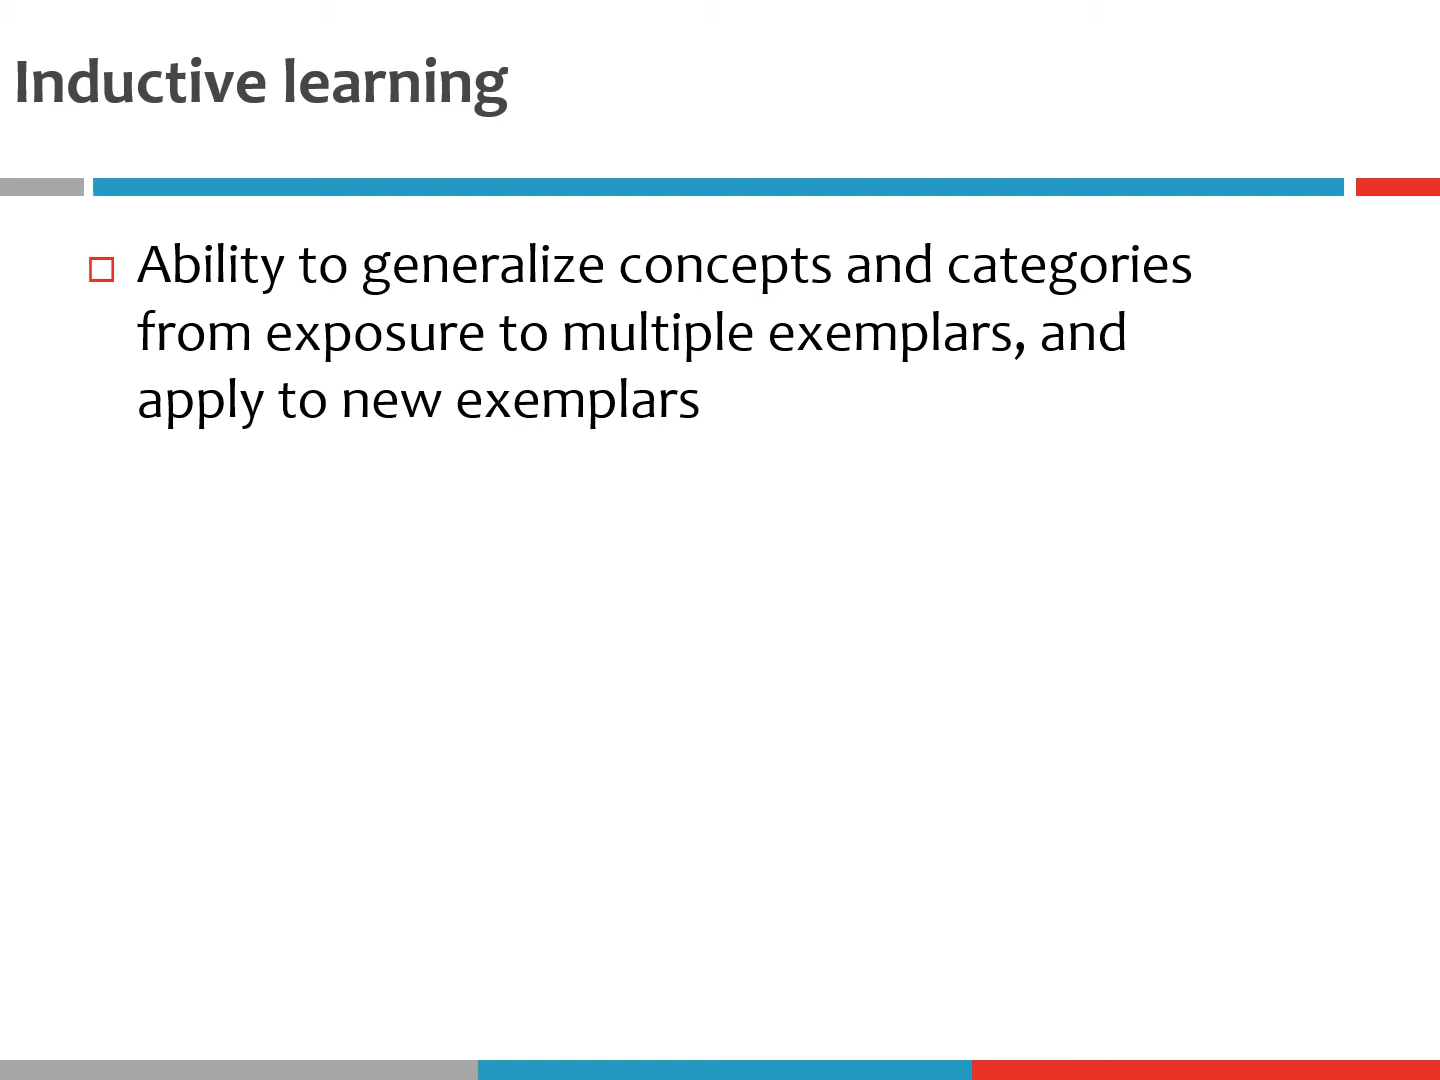 Inductive learning
Ability to generalize concepts and categories
from exposure to multiple exemplars, and
apply to new exemplars